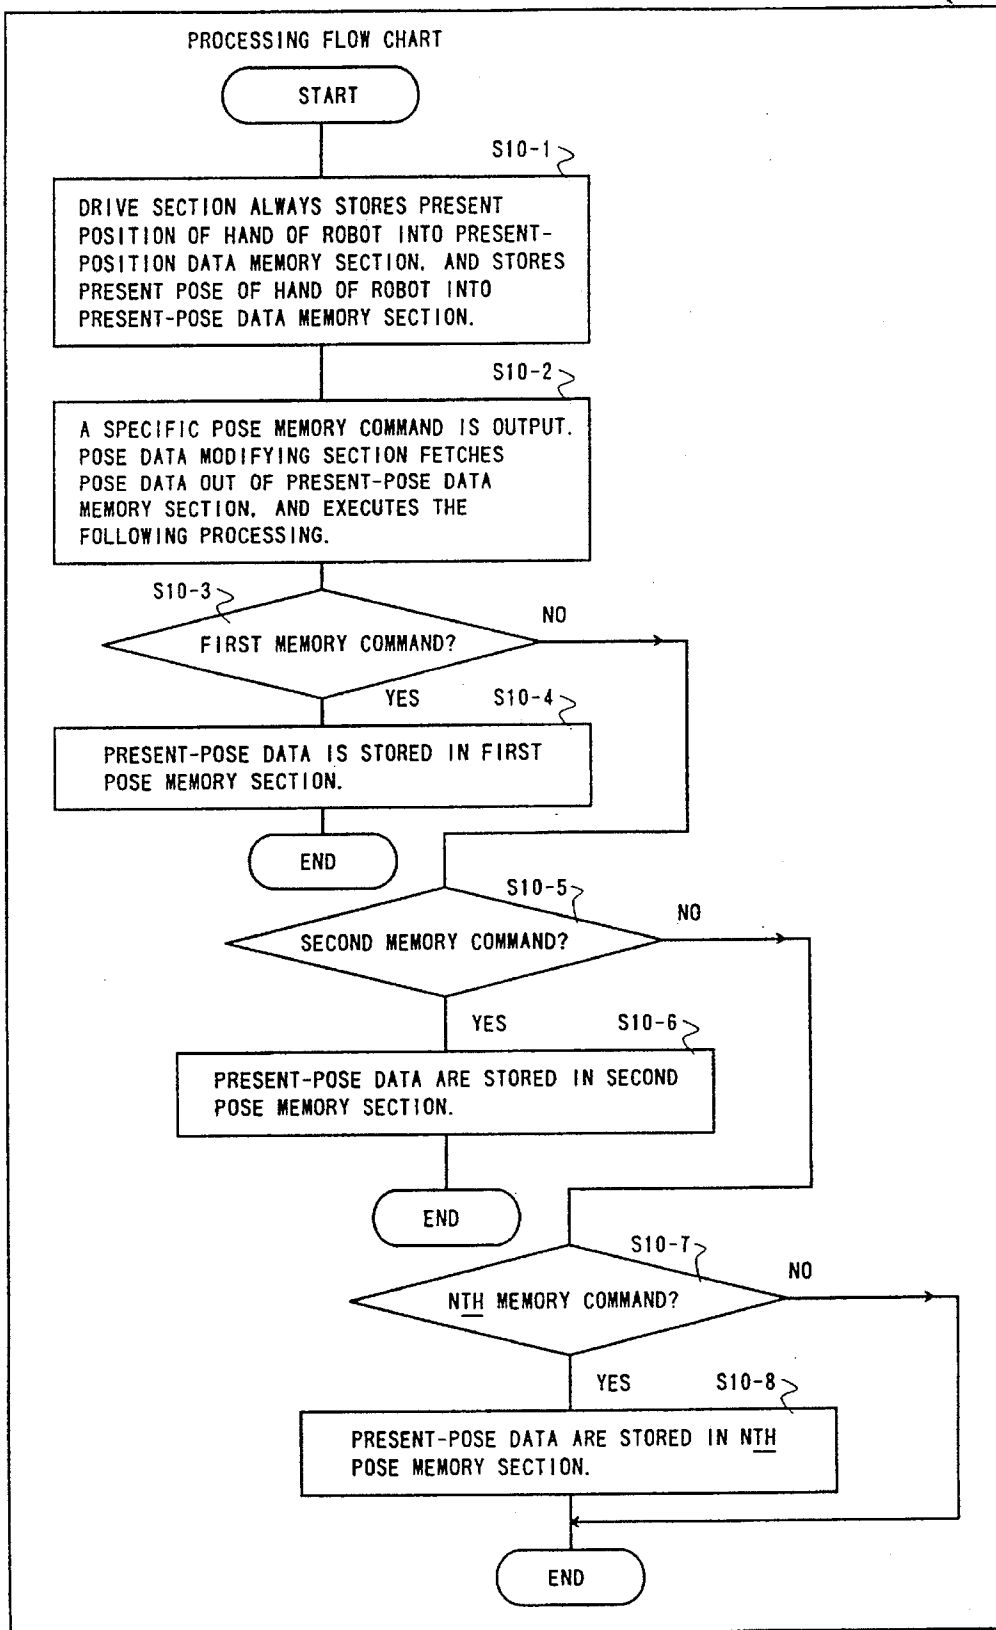 PROCESSING FLOW CHART
START
S10-1
DRIVE SECTION ALWAYS STORES PRESENT
POSITION OF HAND OF ROBOT INTO PRESENT-
POSITION DATA MEMORY SECTION, AND STORES
PRESENT POSE OF HAND OF ROBOT INTO
PRESENT-POSE DATA MEMORY SECTION.
S10-2
A SPECIFIC POSE MEMORY COMMAND IS OUTPUT.
POSE DATA MODIFYING SECTION FETCHES
POSE DATA OUT OF PRESENT-POSE DATA
MEMORY SECTION, AND EXECUTES THE
FOLLOWING PROCESSING.
S10-3
NO
FIRST MEMORY COMMAND?
YES
S10-4
PRESENT-POSE DATA IS STORED IN FIRST
POSE MEMORY SECTION.
END
S10-5
NO
SECOND MEMORY COMMAND?
YES
S10-6
PRESENT-POSE DATA ARE STORED IN SECOND
POSE MEMORY SECTION.
END
S10-7
NO
NTH MEMORY COMMAND?
YES
S10-8
PRESENT-POSE DATA ARE STORED IN NTH
POSE MEMORY SECTION.
END